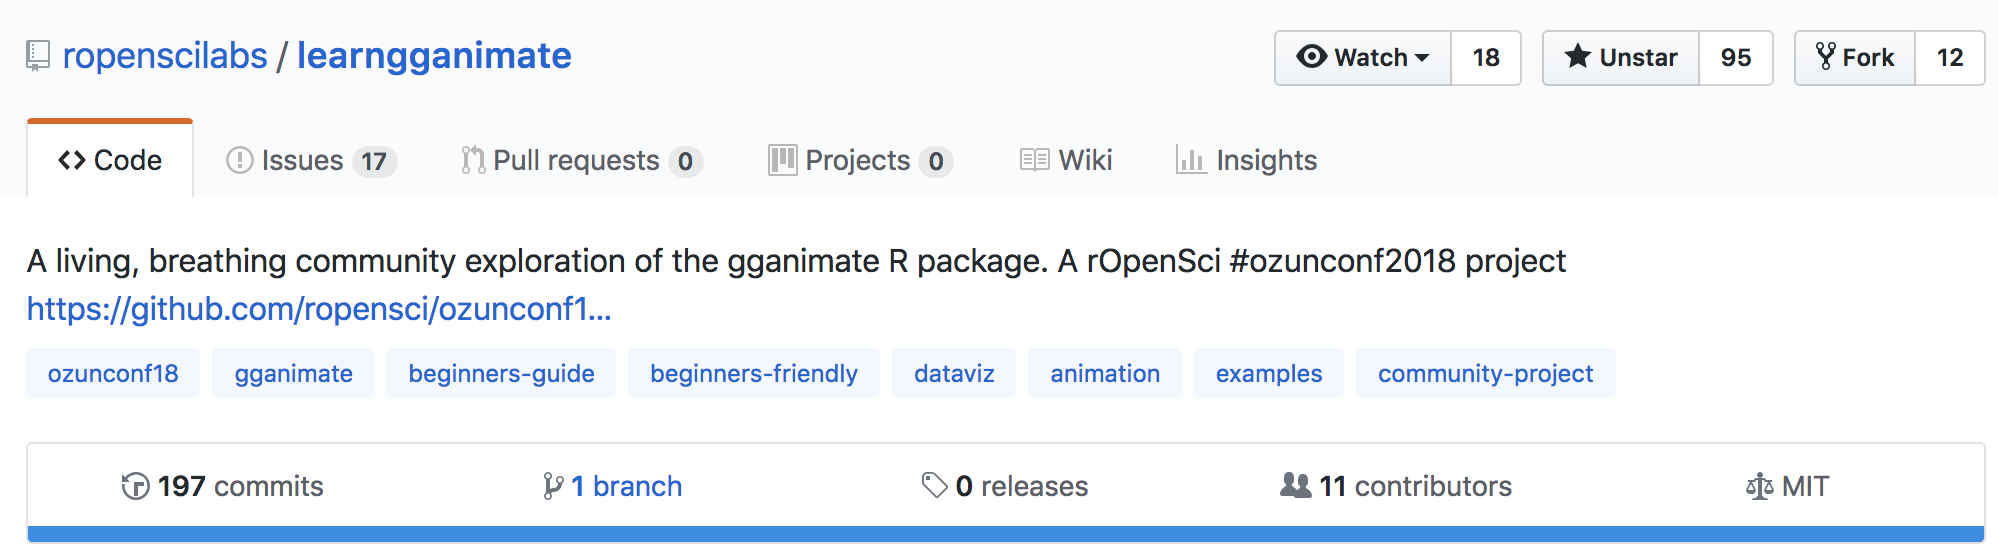 ropenscilabs / learngganimate
Watch 18 Unstar 95 Fork 12
Code Issues 17 Pull requests 0 Projects 0 Wiki Insights
A living, breathing community exploration of the gganimate R package. A rOpenSci #ozunconf2018 project
https://github.com/ropensci/ozunconf1...
ozunconf18 gganimate beginners-guide beginners-friendly dataviz animation examples community-project
197 commits 1 branch 0 releases 11 contributors MIT